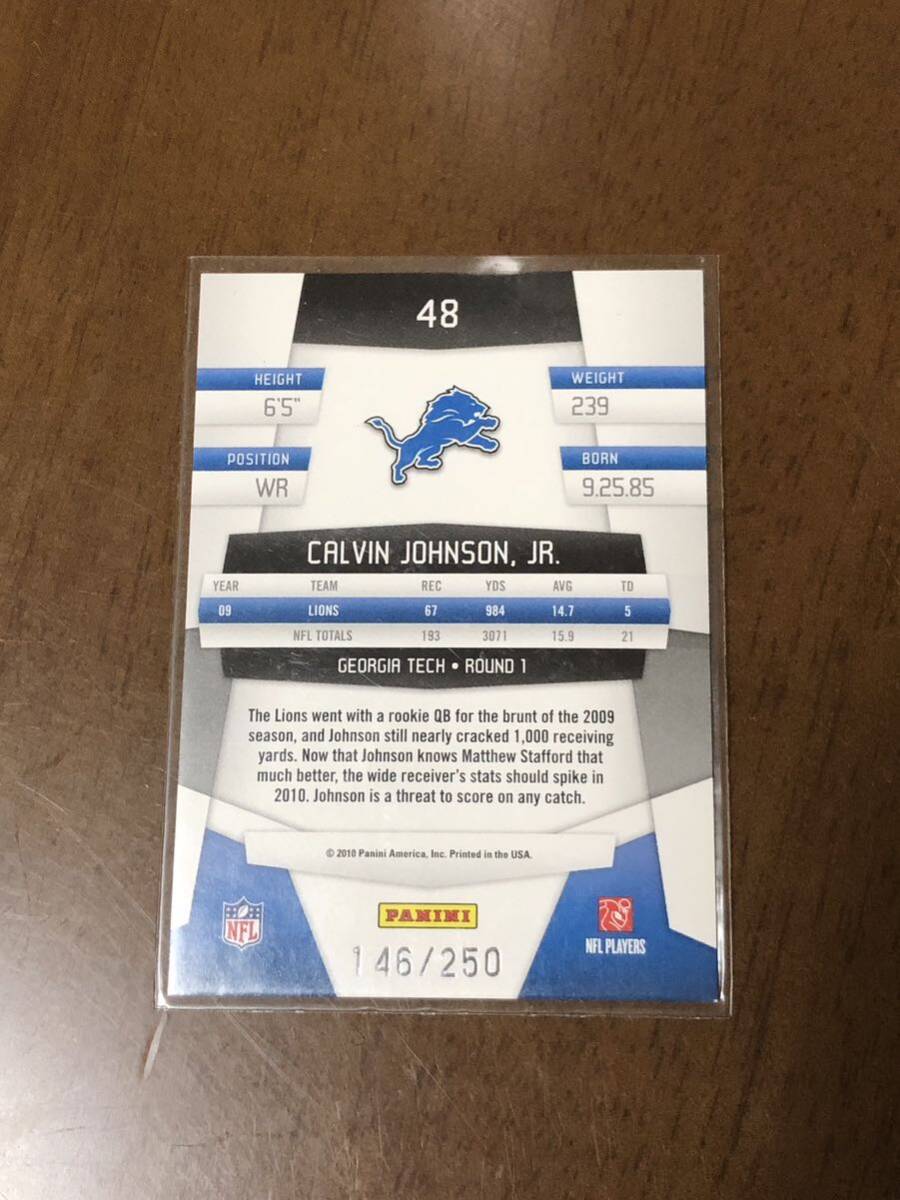 48
HEIGHT
6'5"
WEIGHT
239
POSITION
WR
BORN
9.25.85
CALVIN JOHNSON, JR.
YEAR TEAM REC YDS AVG TD
09 LIONS 67 984 14.7 5
NFL TOTALS 193 3071 15.9 21
GEORGIA TECH • ROUND 1
The Lions went with a rookie QB for the brunt of the 2009
season, and Johnson still nearly cracked 1,000 receiving
yards. Now that Johnson knows Matthew Stafford that
much better, the wide receiver's stats should spike in
2010. Johnson is a threat to score on any catch.
© 2010 Panini America, Inc. Printed in the USA.
NFL
PANINI
NFL PLAYERS
146/250